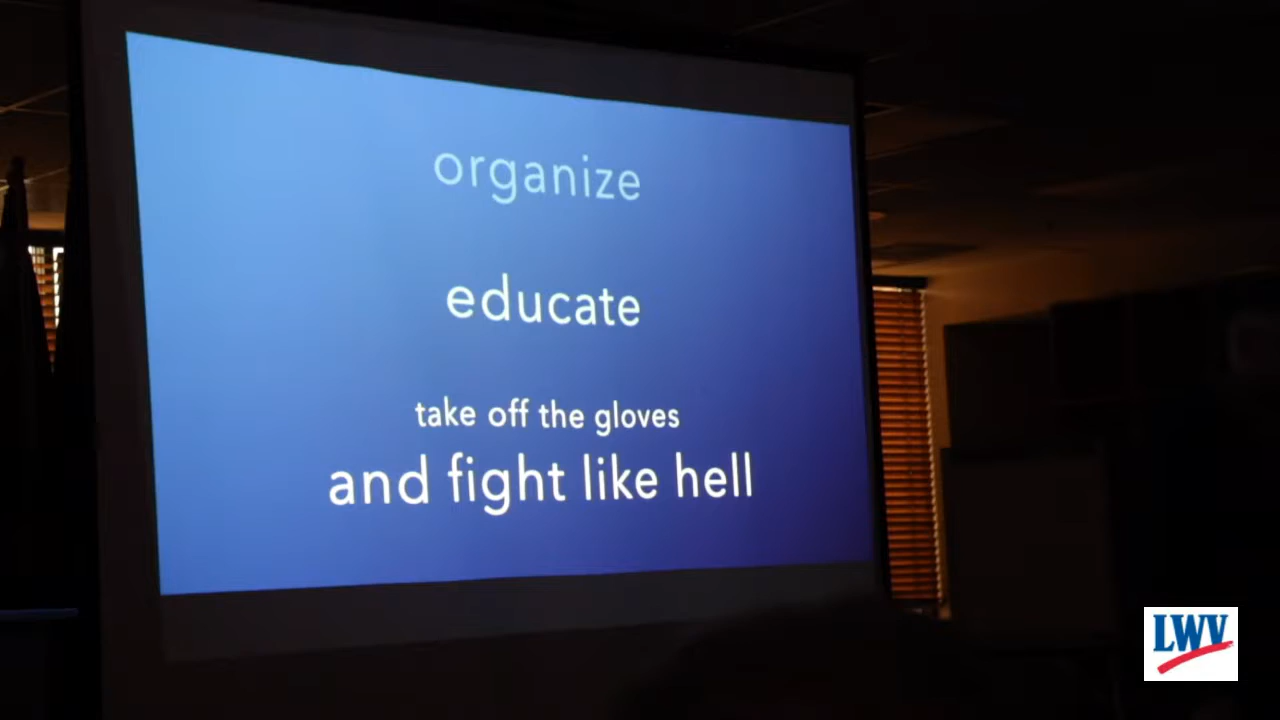 organize
educate
take off the gloves
and fight like hell
LWV